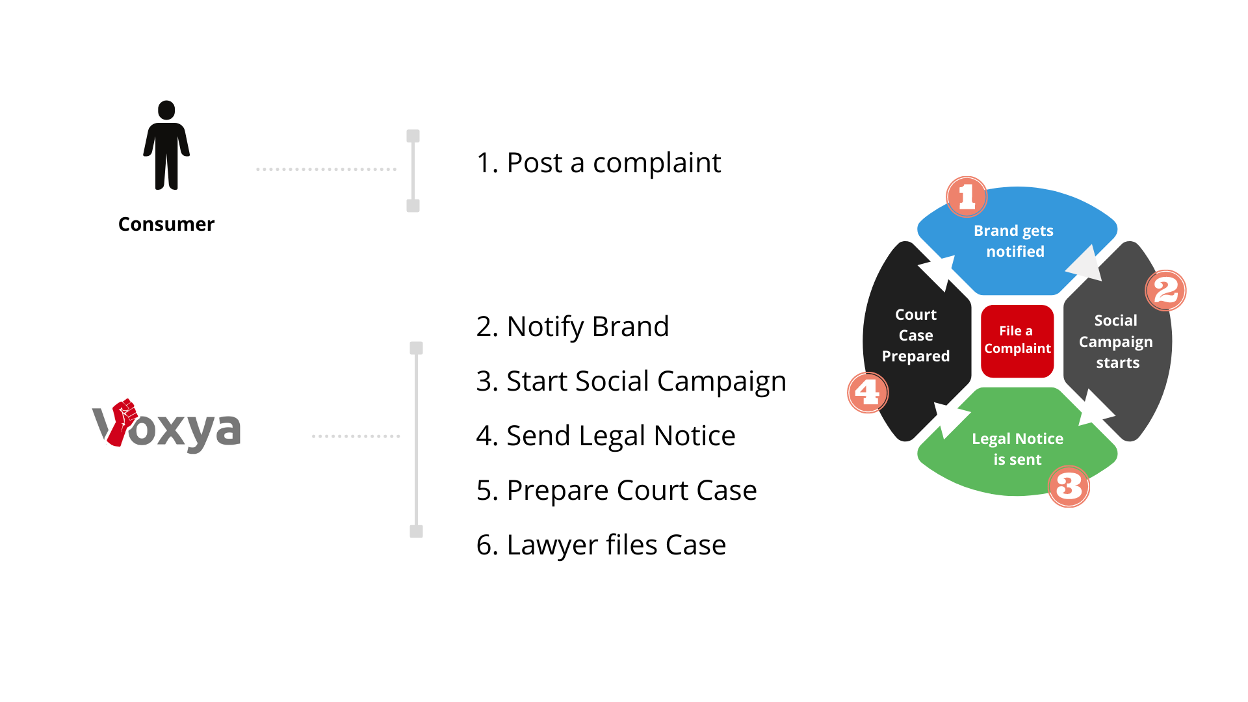 Consumer
1. Post a complaint
Voxya
2. Notify Brand
3. Start Social Campaign
4. Send Legal Notice
5. Prepare Court Case
6. Lawyer files Case
1
Brand gets
notified
2
Social
Campaign
starts
3
Legal Notice
is sent
4
Court
Case
Prepared
File a
Complaint